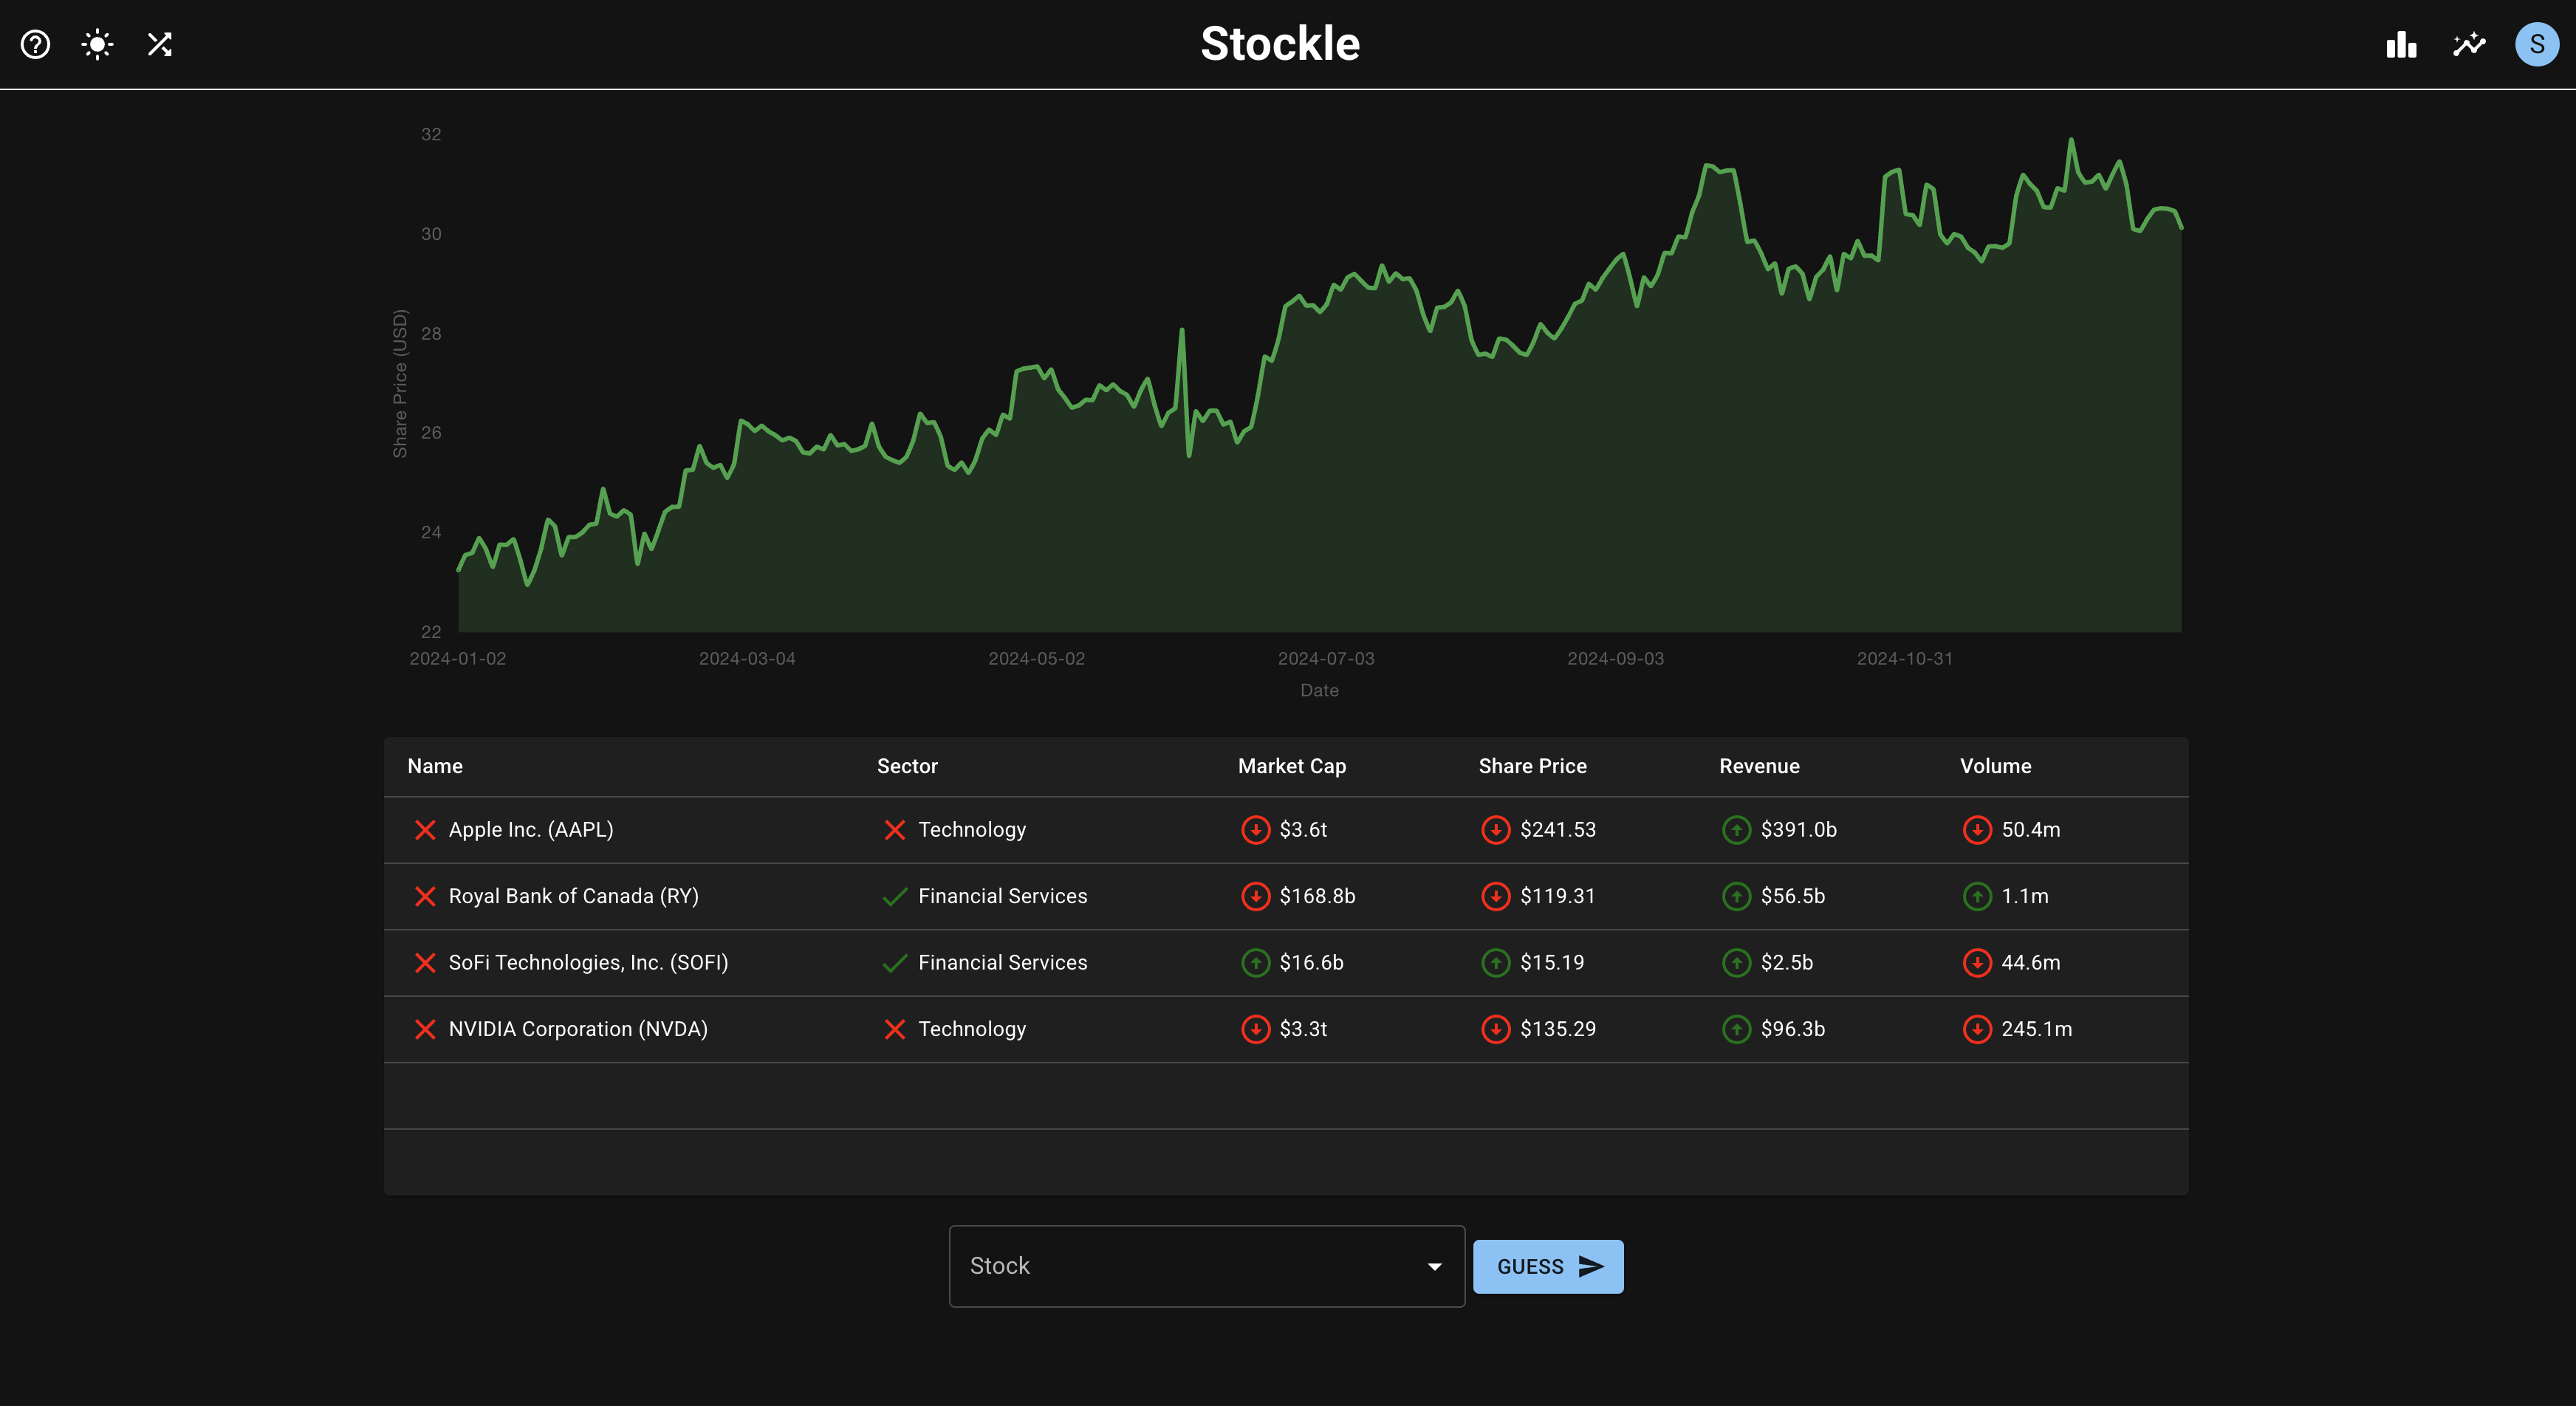 Stockle
S
32
30
28
26
24
22
Share Price (USD)
2024-01-02 2024-03-04 2024-05-02 2024-07-03 2024-09-03 2024-10-31
Date
Name Sector Market Cap Share Price Revenue Volume
Apple Inc. (AAPL) Technology $3.6t $241.53 $391.0b 50.4m
Royal Bank of Canada (RY) Financial Services $168.8b $119.31 $56.5b 1.1m
SoFi Technologies, Inc. (SOFI) Financial Services $16.6b $15.19 $2.5b 44.6m
NVIDIA Corporation (NVDA) Technology $3.3t $135.29 $96.3b 245.1m
Stock
GUESS